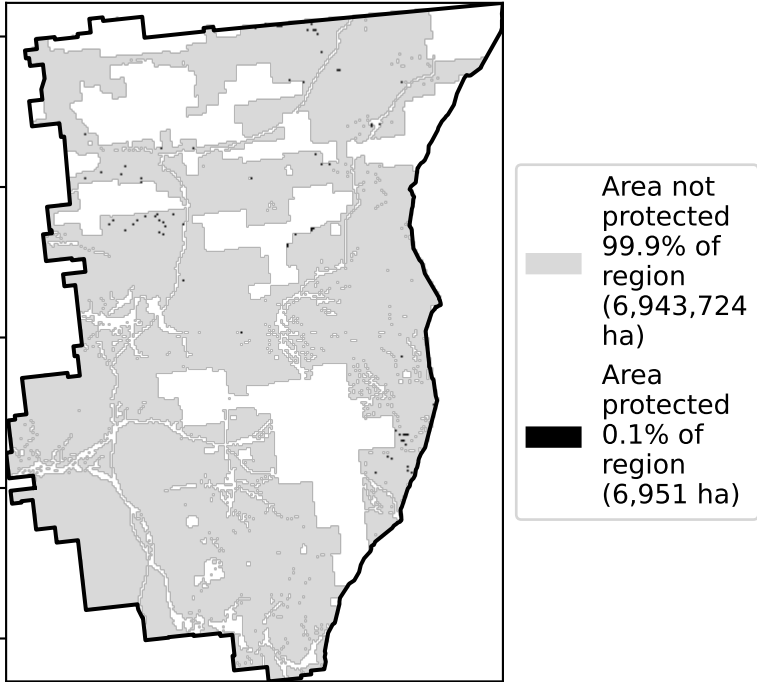 Area not
protected
99.9% of
region
(6,943,724
ha)
Area
protected
0.1% of
region
(6,951 ha)